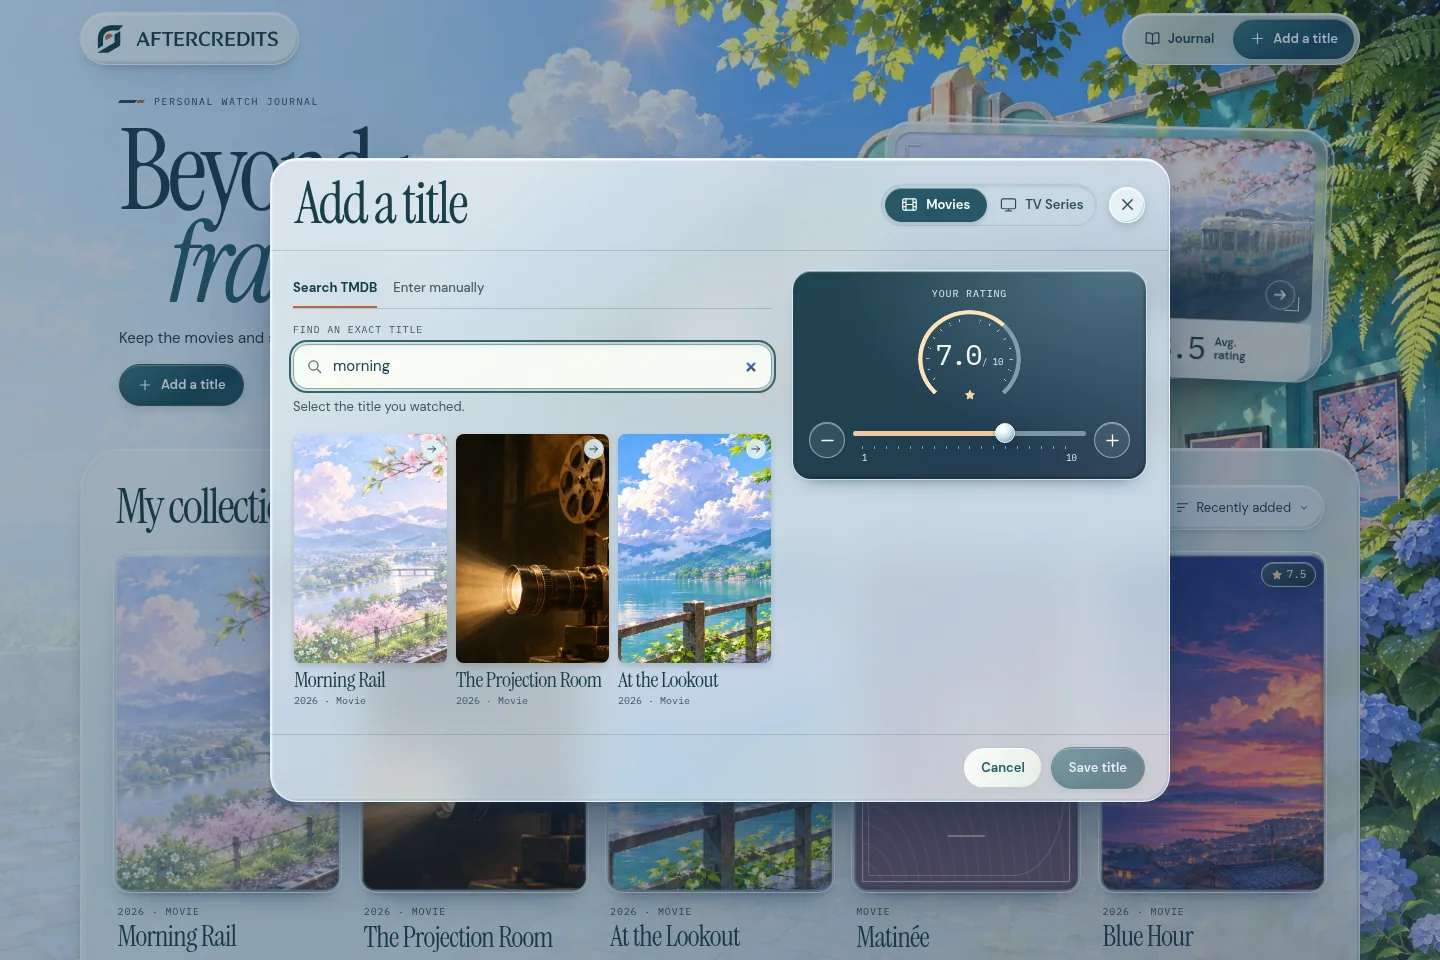 AFTERCREDITS
Journal
Add a title
PERSONAL WATCH JOURNAL
Beyond
Keep the movies and
Add a title
.5 Avg.
rating
Add a title
Movies
TV Series
Search TMDB
Enter manually
FIND AN EXACT TITLE
morning
Select the title you watched.
Morning Rail
2026 · Movie
The Projection Room
2026 · Movie
At the Lookout
2026 · Movie
YOUR RATING
7.0 / 10
1
10
Cancel
Save title
Recently added
7.5
2026 · MOVIE
Morning Rail
2026 · MOVIE
The Projection Room
2026 · MOVIE
At the Lookout
MOVIE
Matinée
2026 · MOVIE
Blue Hour